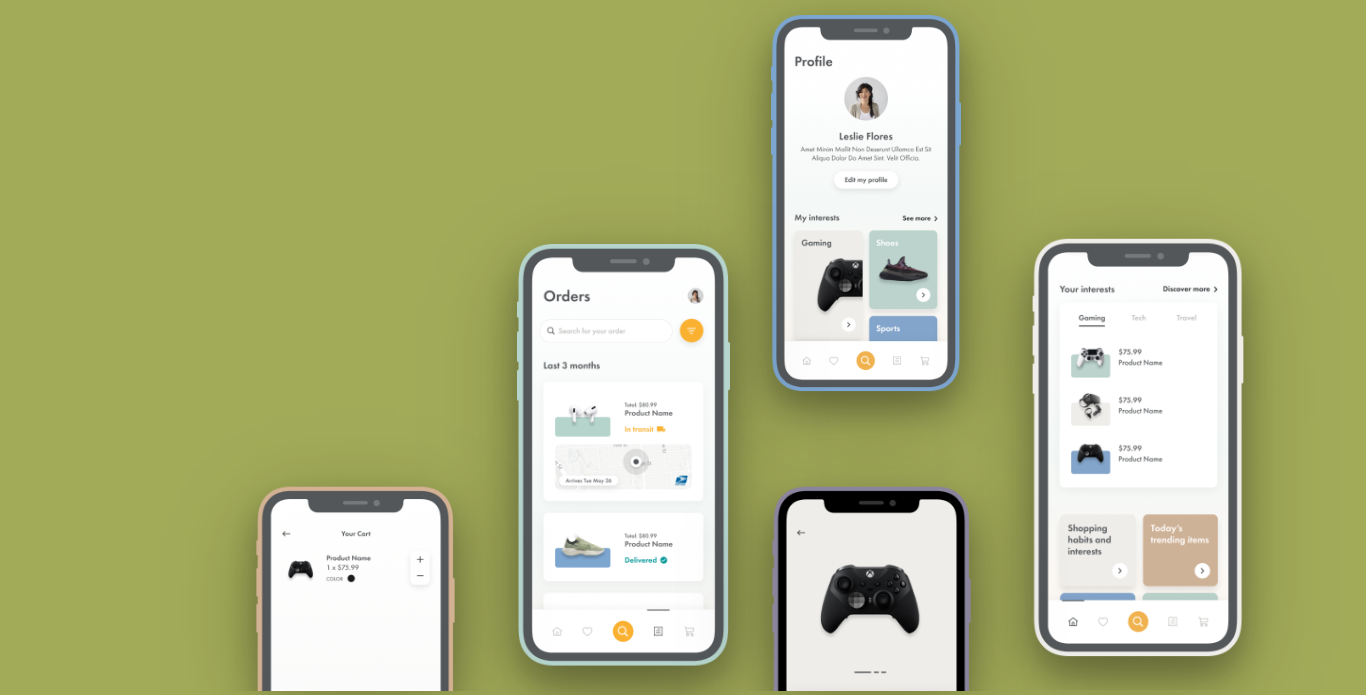 Profile
Leslie Flores
Amet Minim Mollit Non Deserunt Ullamco Est Sit
Aliqua Dolor Do Amet Sint. Velit Officia.
Edit my profile
My interests
See more
Gaming
Shoes
Sports
Orders
Search for your order
Last 3 months
Total: $80.99
Product Name
In transit
Arrives Tue May 26
Total: $80.99
Product Name
Delivered
Your interests
Discover more
Gaming
Tech
Travel
$75.99
Product Name
$75.99
Product Name
$75.99
Product Name
Shopping
habits and
interests
Today's
trending items
Your Cart
Product Name
1 x $75.99
COLOR